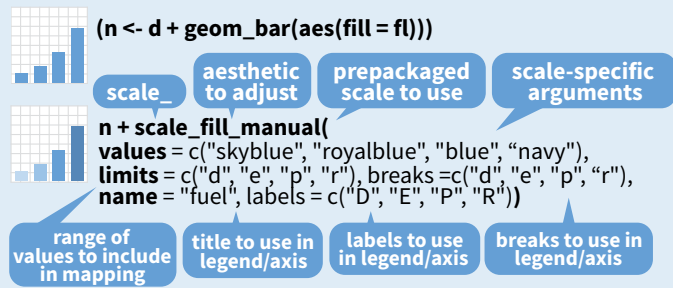 (n <- d + geom_bar(aes(fill = fl)))
scale_
aesthetic
to adjust
prepackaged
scale to use
scale-specific
arguments
n + scale_fill_manual(
values = c("skyblue", "royalblue", "blue", “navy"),
limits = c("d", "e", "p", "r"), breaks =c("d", "e", "p", “r"),
name = "fuel", labels = c("D", "E", "P", "R"))
range of
values to include
in mapping
title to use in
legend/axis
labels to use
in legend/axis
breaks to use in
legend/axis